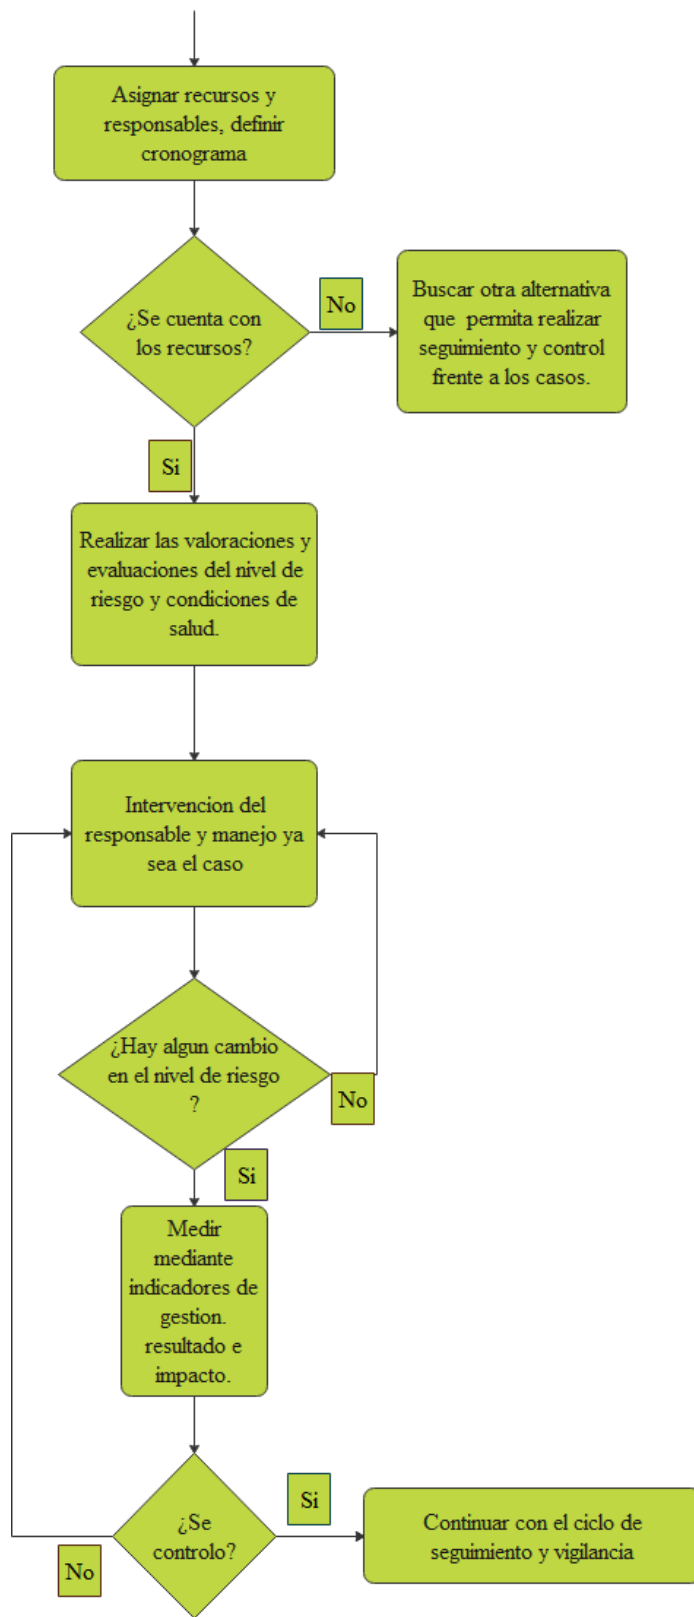 Asignar recursos y
responsables, definir
cronograma
¿Se cuenta con
los recursos?
No
Buscar otra alternativa
que permita realizar
seguimiento y control
frente a los casos.
Si
Realizar las valoraciones y
evaluaciones del nivel de
riesgo y condiciones de
salud.
Intervencion del
responsable y manejo ya
sea el caso
¿Hay algun cambio
en el nivel de riesgo
?
No
Si
Medir
mediante
indicadores de
gestion.
resultado e
impacto.
¿Se
controlo?
No
Si
Continuar con el ciclo de
seguimiento y vigilancia